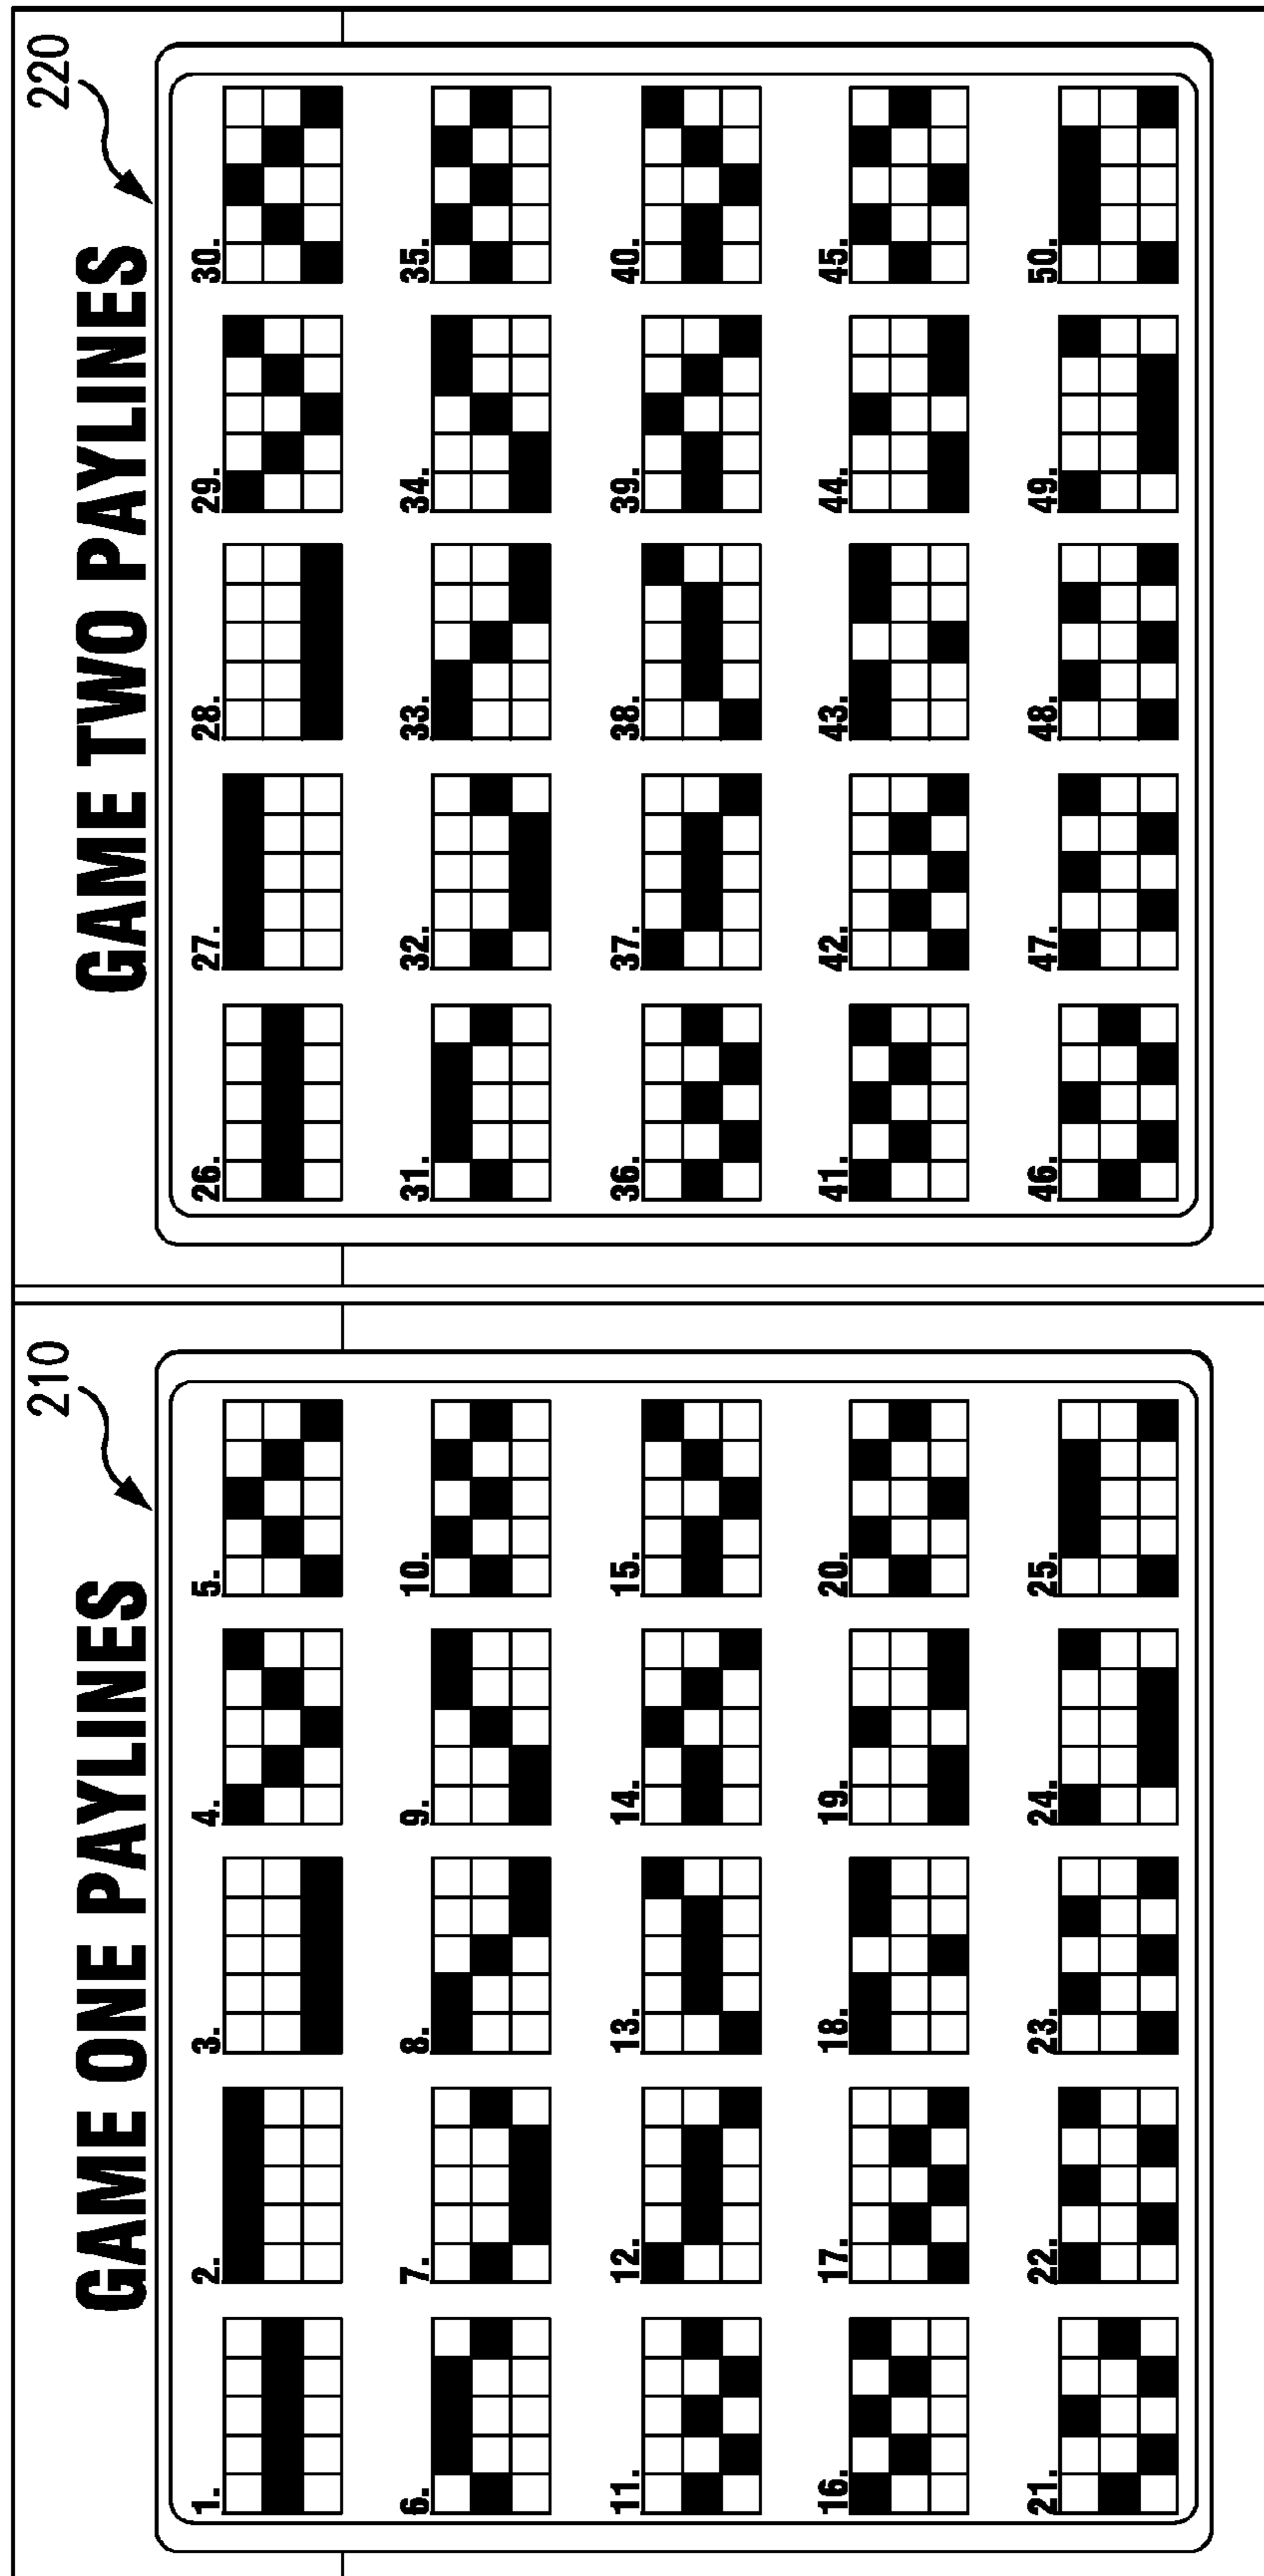 210
GAME ONE PAYLINES
1. 2. 3. 4. 5.
6. 7. 8. 9. 10.
11. 12. 13. 14. 15.
16. 17. 18. 19. 20.
21. 22. 23. 24. 25.
220
GAME TWO PAYLINES
26. 27. 28. 29. 30.
31. 32. 33. 34. 35.
36. 37. 38. 39. 40.
41. 42. 43. 44. 45.
46. 47. 48. 49. 50.